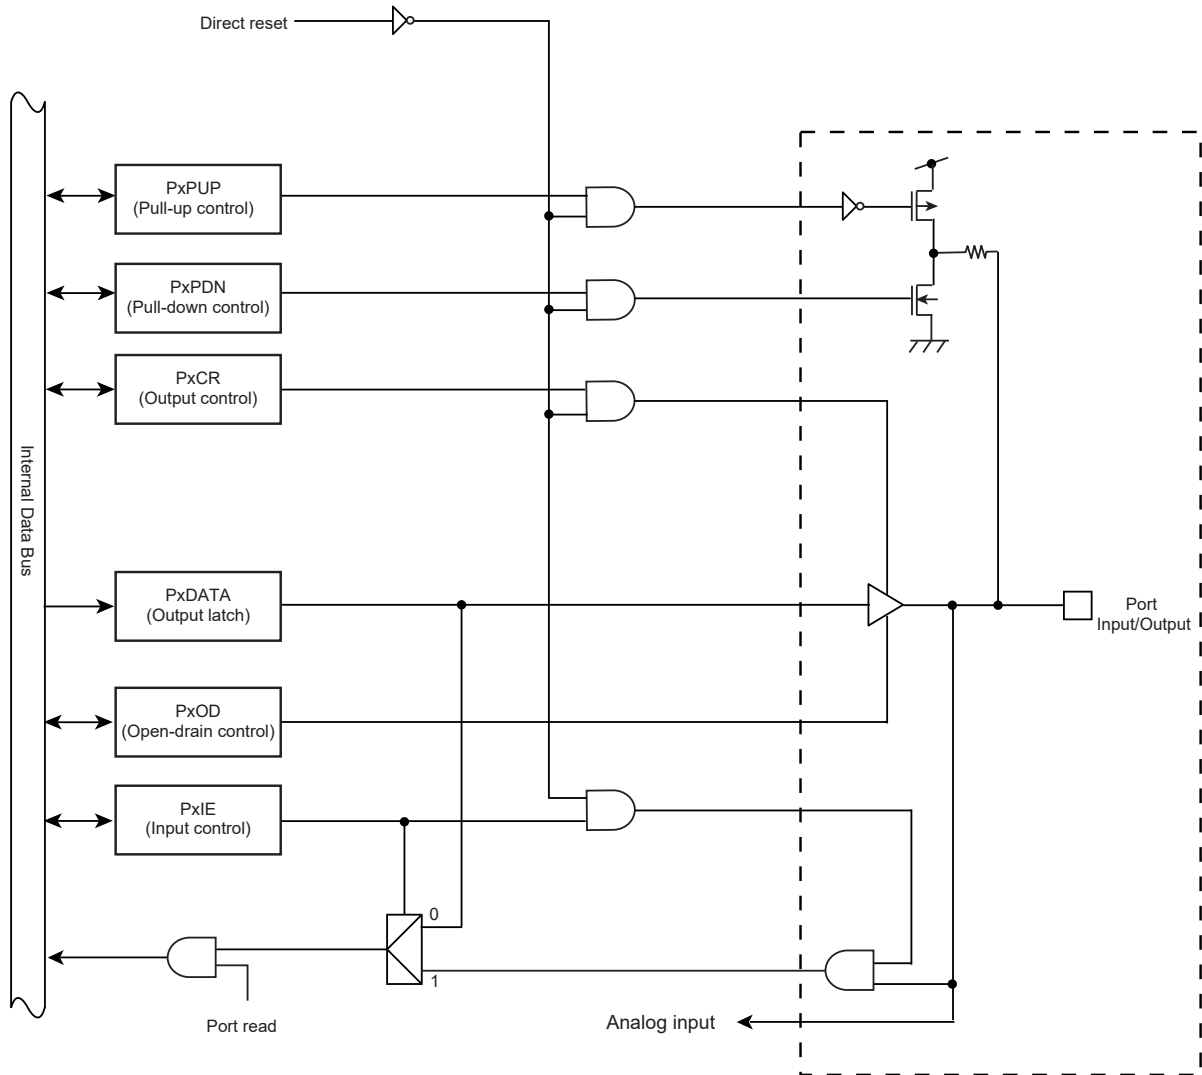 Direct reset
PxPUP
(Pull-up control)
PxPDN
(Pull-down control)
PxCR
(Output control)
Internal Data Bus
PxDATA
(Output latch)
Port
Input/Output
PxOD
(Open-drain control)
PxIE
(Input control)
0
1
Port read
Analog input